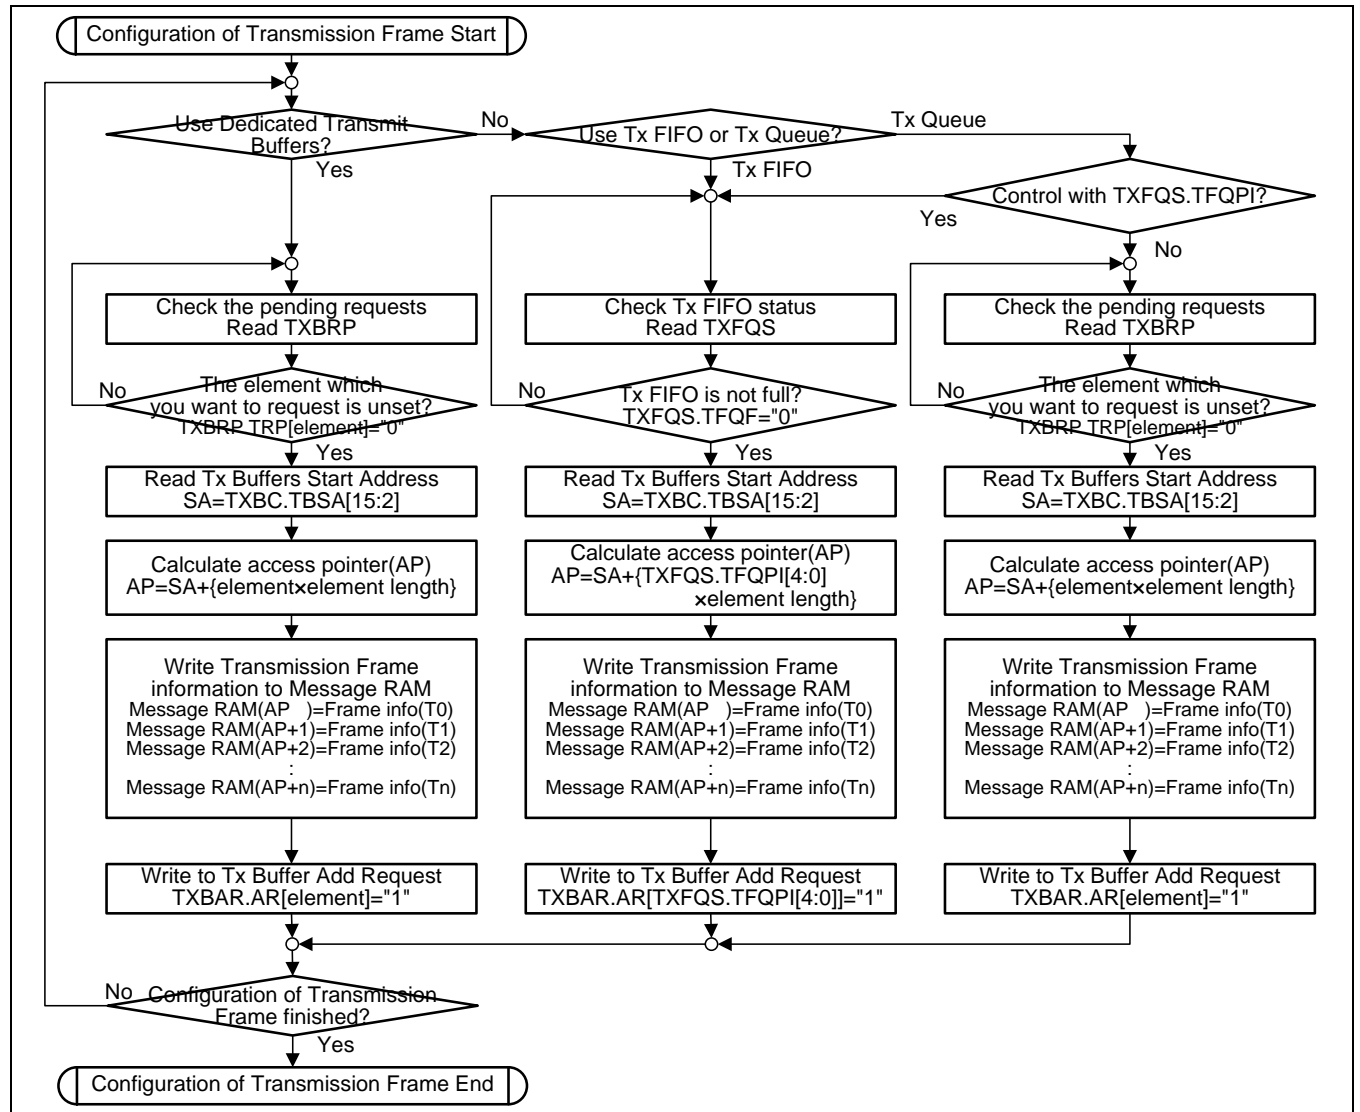 Configuration of Transmission Frame Start
Use Dedicated Transmit
Buffers?
No
Yes
Use Tx FIFO or Tx Queue?
Tx Queue
Tx FIFO
Control with TXFQS.TFQPI?
Yes
No
Check the pending requests
Read TXBRP
No
The element which
you want to request is unset?
TXBRP.TRP[element]="0"
Yes
Read Tx Buffers Start Address
SA=TXBC.TBSA[15:2]
Calculate access pointer(AP)
AP=SA+{element×element length}
Write Transmission Frame
information to Message RAM
Message RAM(AP )=Frame info(T0)
Message RAM(AP+1)=Frame info(T1)
Message RAM(AP+2)=Frame info(T2)
:
Message RAM(AP+n)=Frame info(Tn)
Write to Tx Buffer Add Request
TXBAR.AR[element]="1"
Check Tx FIFO status
Read TXFQS
No
Tx FIFO is not full?
TXFQS.TFQF="0"
Yes
Read Tx Buffers Start Address
SA=TXBC.TBSA[15:2]
Calculate access pointer(AP)
AP=SA+{TXFQS.TFQPI[4:0]
×element length}
Write Transmission Frame
information to Message RAM
Message RAM(AP )=Frame info(T0)
Message RAM(AP+1)=Frame info(T1)
Message RAM(AP+2)=Frame info(T2)
:
Message RAM(AP+n)=Frame info(Tn)
Write to Tx Buffer Add Request
TXBAR.AR[TXFQS.TFQPI[4:0]]="1"
Check the pending requests
Read TXBRP
No
The element which
you want to request is unset?
TXBRP.TRP[element]="0"
Yes
Read Tx Buffers Start Address
SA=TXBC.TBSA[15:2]
Calculate access pointer(AP)
AP=SA+{element×element length}
Write Transmission Frame
information to Message RAM
Message RAM(AP )=Frame info(T0)
Message RAM(AP+1)=Frame info(T1)
Message RAM(AP+2)=Frame info(T2)
:
Message RAM(AP+n)=Frame info(Tn)
Write to Tx Buffer Add Request
TXBAR.AR[element]="1"
No
Configuration of Transmission
Frame finished?
Yes
Configuration of Transmission Frame End